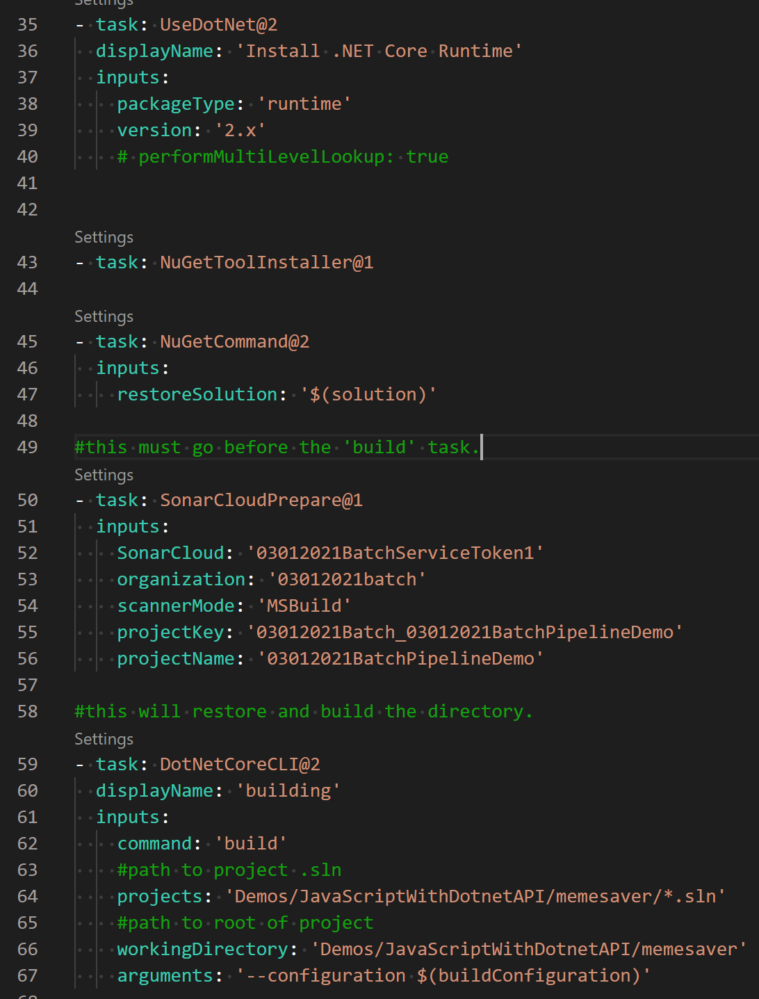 Settings
35 - task: UseDotNet@2
36 displayName: 'Install .NET Core Runtime'
37 inputs:
38 packageType: 'runtime'
39 version: '2.x'
40 # performMultiLevelLookup: true
41
42
Settings
43 - task: NuGetToolInstaller@1
44
Settings
45 - task: NuGetCommand@2
46 inputs:
47 restoreSolution: '$(solution)'
48
49 #this must go before the 'build' task.
Settings
50 - task: SonarCloudPrepare@1
51 inputs:
52 SonarCloud: '03012021BatchServiceToken1'
53 organization: '03012021batch'
54 scannerMode: 'MSBuild'
55 projectKey: '03012021Batch_03012021BatchPipelineDemo'
56 projectName: '03012021BatchPipelineDemo'
57
58 #this will restore and build the directory.
Settings
59 - task: DotNetCoreCLI@2
60 displayName: 'building'
61 inputs:
62 command: 'build'
63 #path to project .sln
64 projects: 'Demos/JavaScriptWithDotnetAPI/memesaver/*.sln'
65 #path to root of project
66 workingDirectory: 'Demos/JavaScriptWithDotnetAPI/memesaver'
67 arguments: '--configuration $(buildConfiguration)'
68